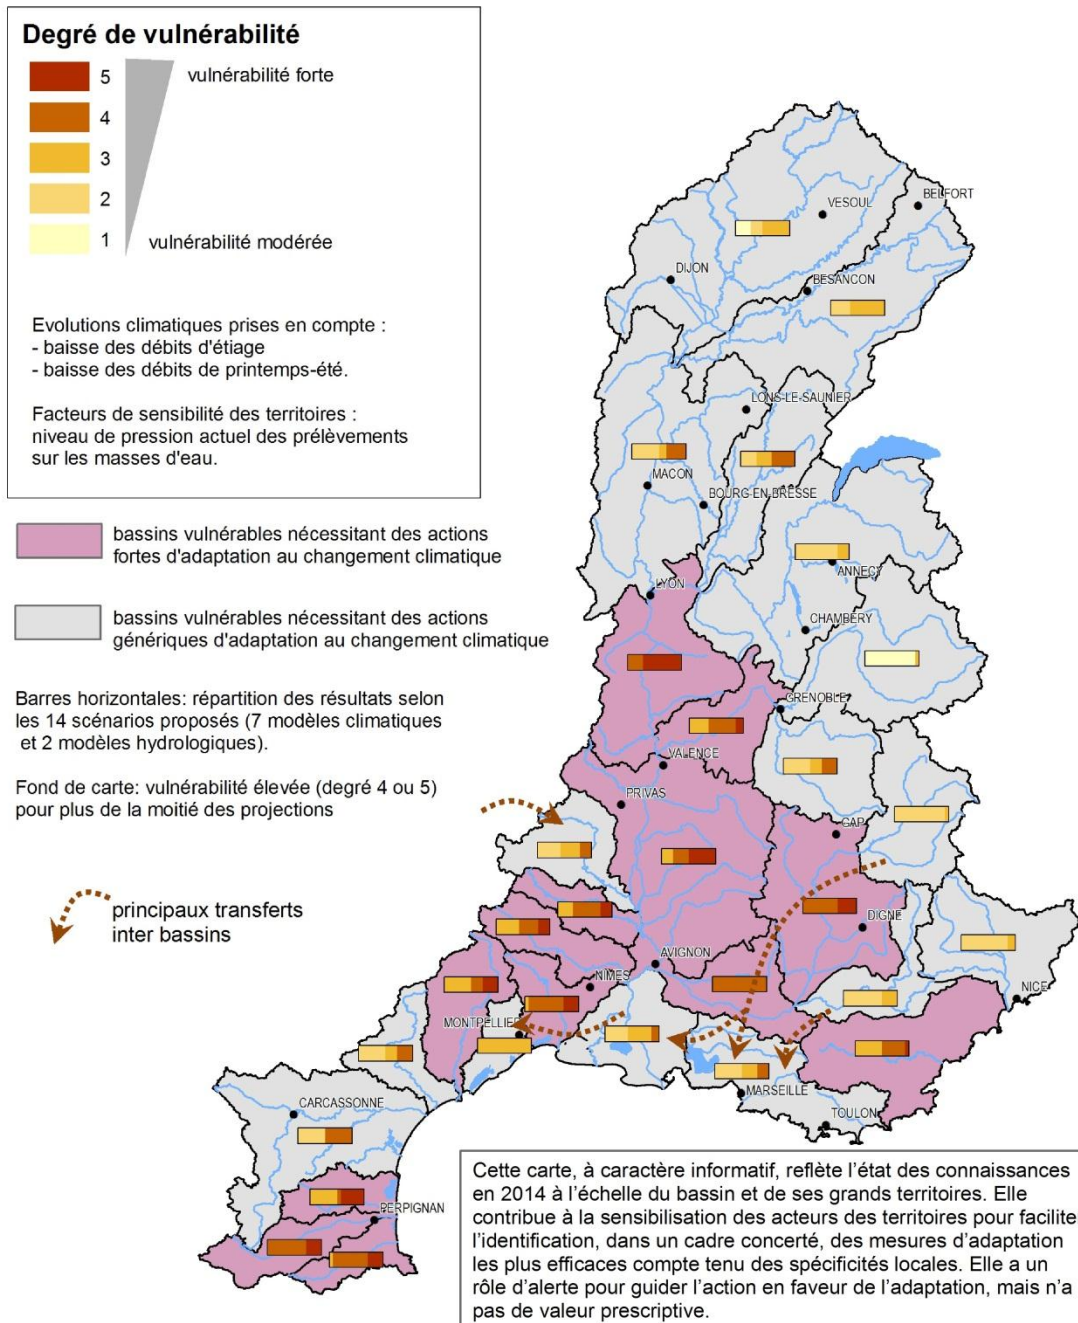 Degré de vulnérabilité
5
vulnérabilité forte
4
3
2
1
vulnérabilité modérée
Evolutions climatiques prises en compte :
- baisse des débits d'étiage
- baisse des débits de printemps-été.
Facteurs de sensibilité des territoires :
niveau de pression actuel des prélèvements
sur les masses d'eau.
bassins vulnérables nécessitant des actions
fortes d'adaptation au changement climatique
bassins vulnérables nécessitant des actions
génériques d'adaptation au changement climatique
Barres horizontales: répartition des résultats selon
les 14 scénarios proposés (7 modèles climatiques
et 2 modèles hydrologiques).
Fond de carte: vulnérabilité élevée (degré 4 ou 5)
pour plus de la moitié des projections
principaux transferts
inter bassins
BELFORT
VESOUL
DIJON
BESANCON
LONS-LE-SAUNIER
MACON
BOURG-EN-BRESSE
ANNECY
LYON
CHAMBÉRY
GRENOBLE
VALENCE
PRIVAS
GAP
DIGNE
AVIGNON
NÎMES
NICE
MONTPELLIER
MARSEILLE
CARCASSONNE
TOULON
PERPIGNAN
Cette carte, à caractère informatif, reflète l'état des connaissances
en 2014 à l'échelle du bassin et de ses grands territoires. Elle
contribue à la sensibilisation des acteurs des territoires pour faciliter
l'identification, dans un cadre concerté, des mesures d'adaptation
les plus efficaces compte tenu des spécificités locales. Elle a un
rôle d'alerte pour guider l'action en faveur de l'adaptation, mais n'a
pas de valeur prescriptive.